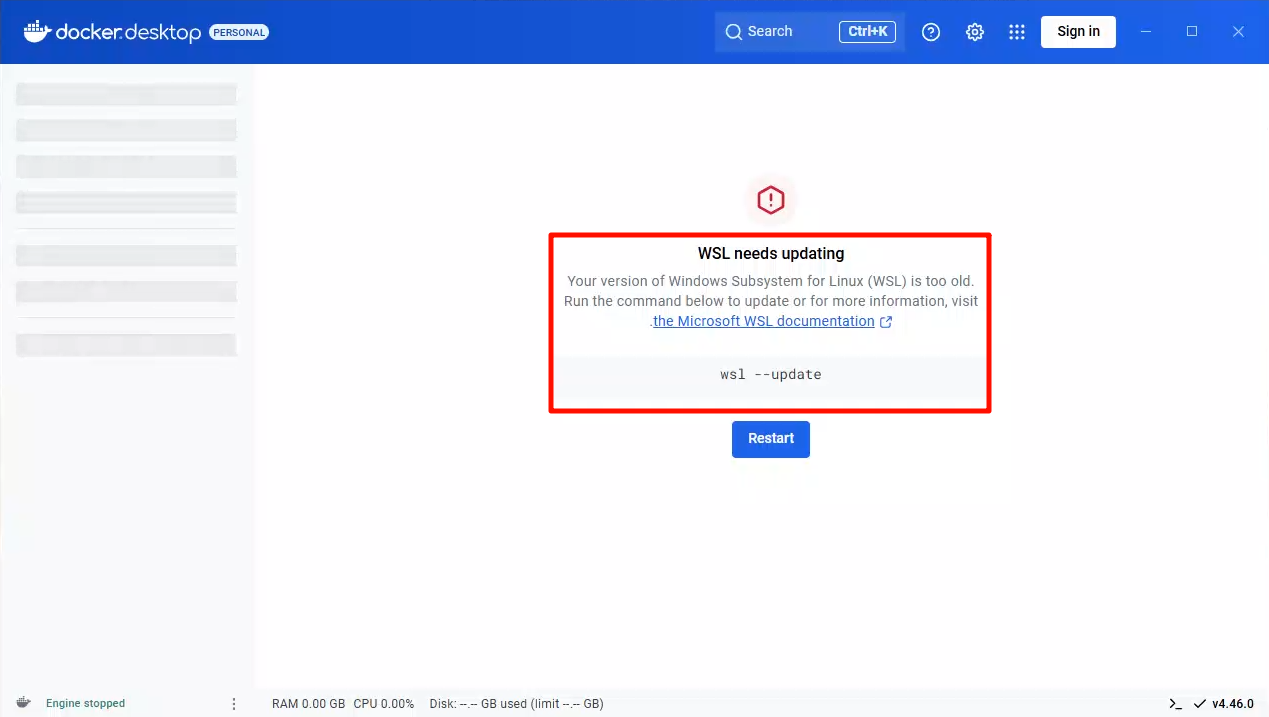 docker.desktop PERSONAL Search Ctrl+K Sign in
WSL needs updating
Your version of Windows Subsystem for Linux (WSL) is too old.
Run the command below to update or for more information, visit
.the Microsoft WSL documentation
wsl --update
Restart
Engine stopped RAM 0.00 GB CPU 0.00% Disk: --.-- GB used (limit --.-- GB) v4.46.0